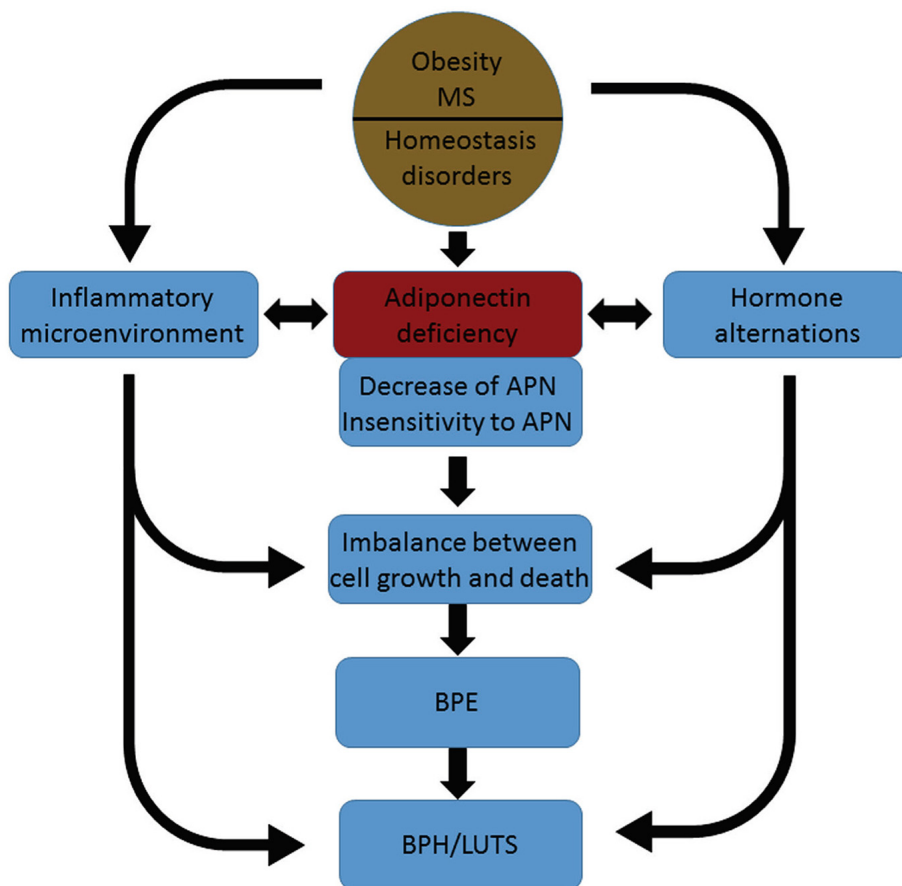 Obesity
MS
Homeostasis
disorders
Inflammatory
microenvironment
Adiponectin
deficiency
Hormone
alternations
Decrease of APN
Insensitivity to APN
Imbalance between
cell growth and death
BPE
BPH/LUTS